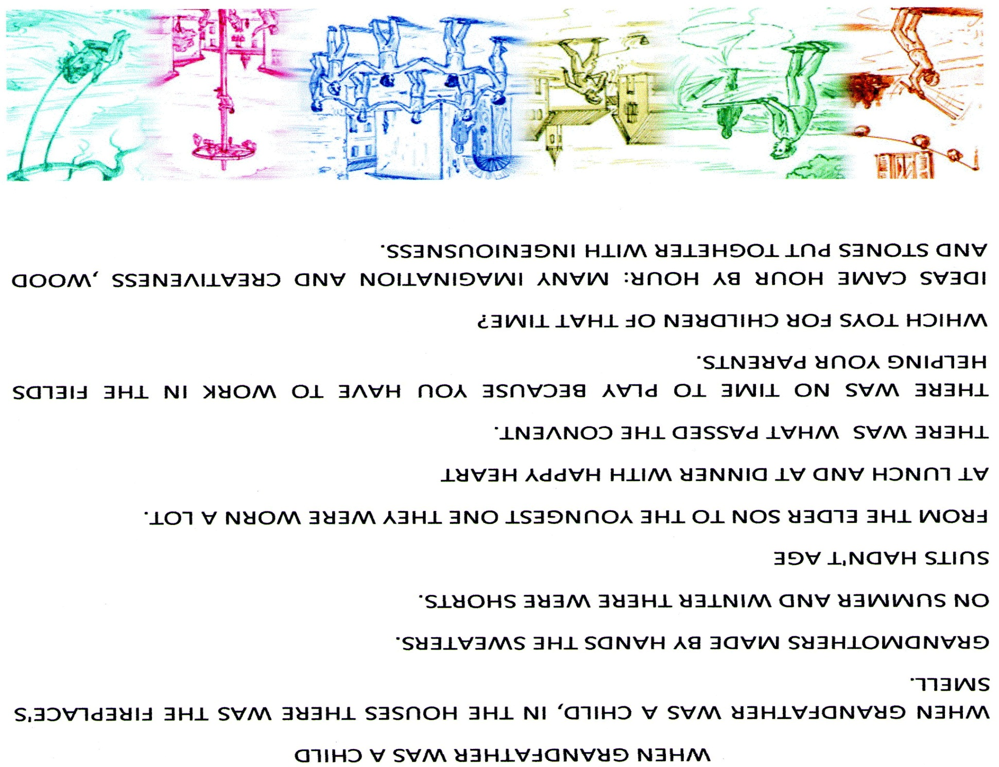 WHEN GRANDFATHER WAS A CHILD
WHEN GRANDFATHER WAS A CHILD, IN THE HOUSES THERE WAS THE FIREPLACE'S
SMELL.
GRANDMOTHERS MADE BY HANDS THE SWEATERS.
ON SUMMER AND WINTER THERE WERE SHORTS.
SUITS HADN'T AGE
FROM THE ELDER SON TO THE YOUNGEST ONE THEY WERE WORN A LOT.
AT LUNCH AND AT DINNER WITH HAPPY HEART
THERE WAS WHAT PASSED THE CONVENT.
THERE WAS NO TIME TO PLAY BECAUSE YOU HAVE TO WORK IN THE FIELDS
HELPING YOUR PARENTS.
WHICH TOYS FOR CHILDREN OF THAT TIME?
IDEAS CAME HOUR BY HOUR: MANY IMAGINATION AND CREATIVENESS ,WOOD
AND STONES PUT TOGHETER WITH INGENIOUSNESS.